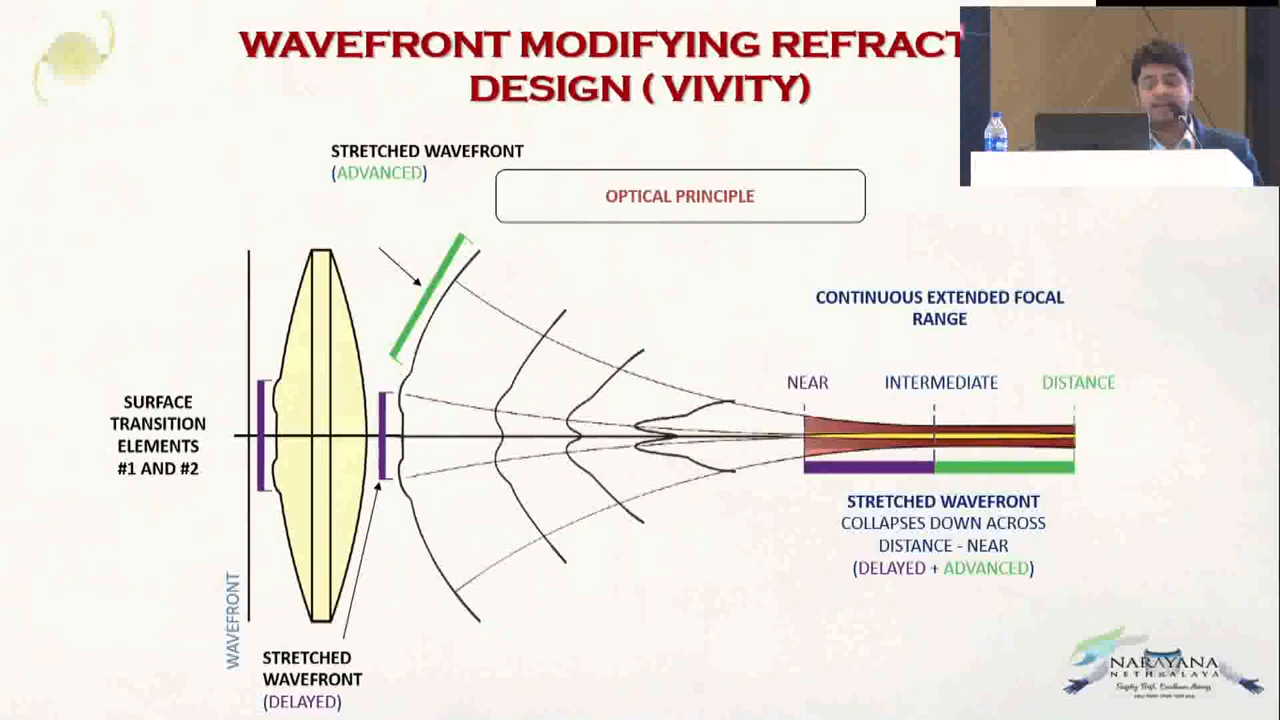 WAVEFRONT MODIFYING REFRACT
DESIGN ( VIVITY)
STRETCHED WAVEFRONT
(ADVANCED)
OPTICAL PRINCIPLE
CONTINUOUS EXTENDED FOCAL
RANGE
NEAR
INTERMEDIATE
DISTANCE
SURFACE
TRANSITION
ELEMENTS
#1 AND #2
STRETCHED WAVEFRONT
COLLAPSES DOWN ACROSS
DISTANCE - NEAR
(DELAYED + ADVANCED)
WAVEFRONT
STRETCHED
WAVEFRONT
(DELAYED)
NARAYANA
NETHRALAYA